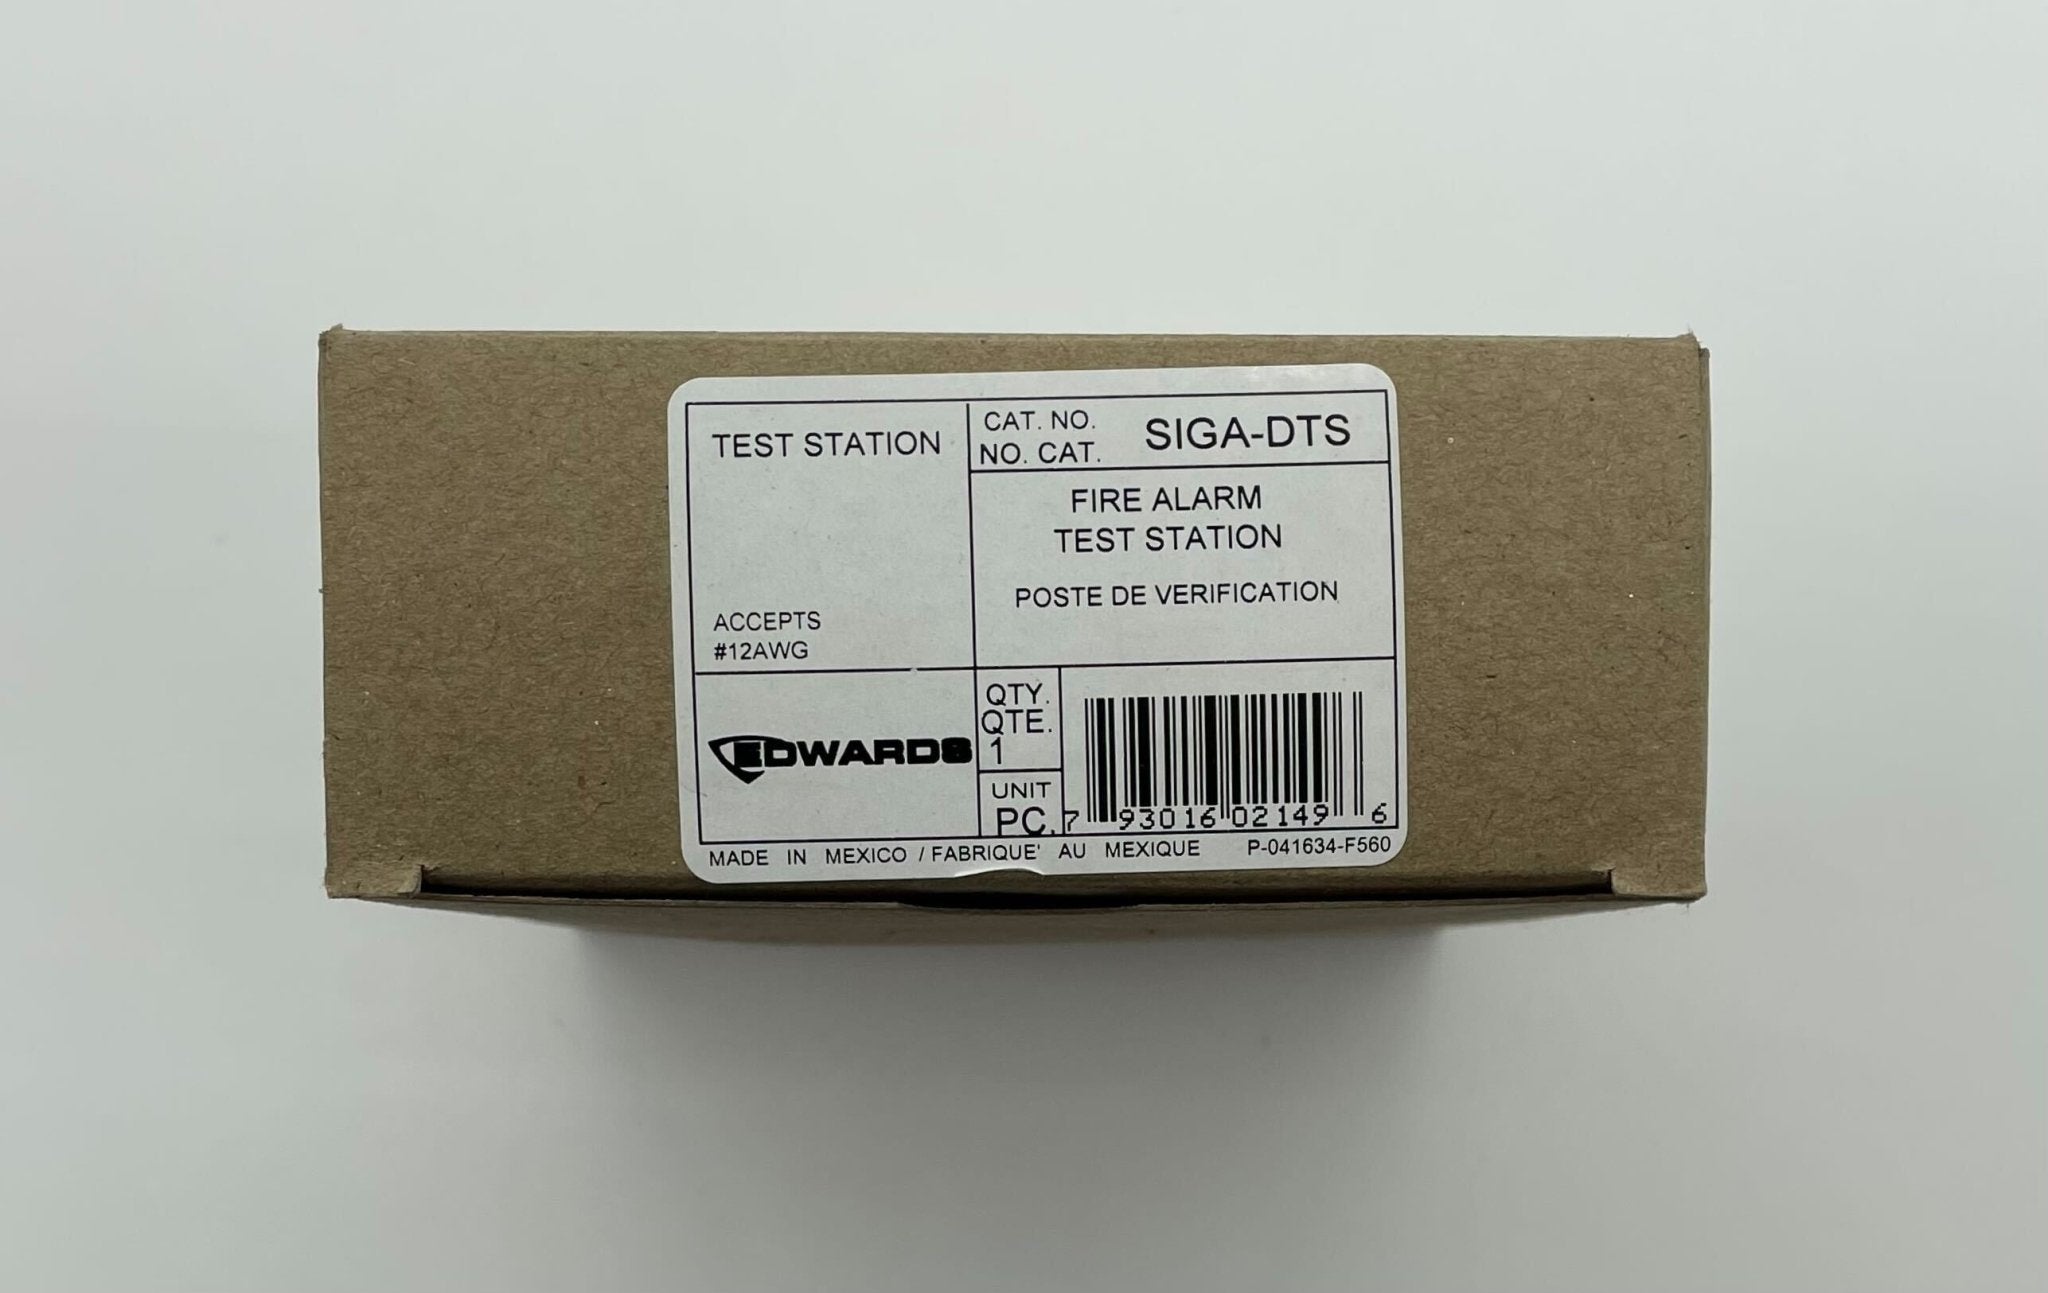 TEST STATION
ACCEPTS
#12AWG
CAT. NO.
NO. CAT.
SIGA-DTS
FIRE ALARM
TEST STATION
POSTE DE VERIFICATION
EDWARDS
QTY.
QTE.
1
UNIT
PC.
7 93016 02149 6
MADE IN MEXICO / FABRIQUE' AU MEXIQUE P-041634-F560